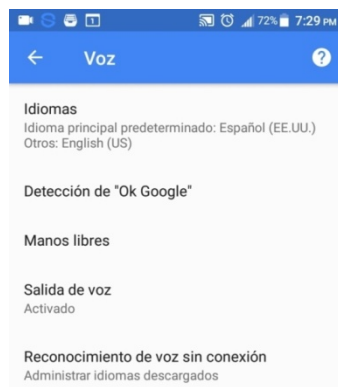 1 72% 7:29 PM
Voz ?
Idiomas
Idioma principal predeterminado: Español (EE.UU.)
Otros: English (US)
Detección de "Ok Google"
Manos libres
Salida de voz
Activado
Reconocimiento de voz sin conexión
Administrar idiomas descargados